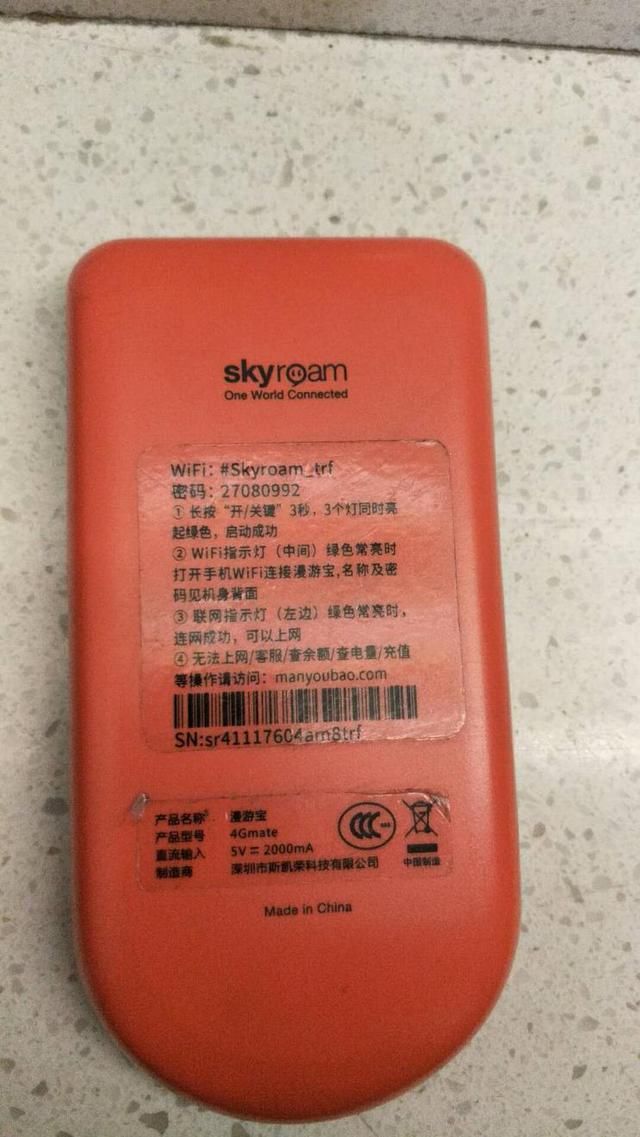 skyroam
One World Connected
WiFi：#Skyroam_trf
密码：27080992
① 长按“开/关键”3秒，3个灯同时亮
起绿色，启动成功
② WiFi指示灯（中间）绿色常亮时
打开手机WiFi连接漫游宝,名称及密
码见机身背面
③ 联网指示灯（左边）绿色常亮时，
连网成功，可以上网
④ 无法上网/客服/查余额/查电量/充值
等操作请访问：manyoubao.com
SN:sr41117604am8trf
产品名称 漫游宝
产品型号 4Gmate
直流输入 5V⎓2000mA
制造商 深圳市斯凯荣科技有限公司
CCC
中国制造
Made in China